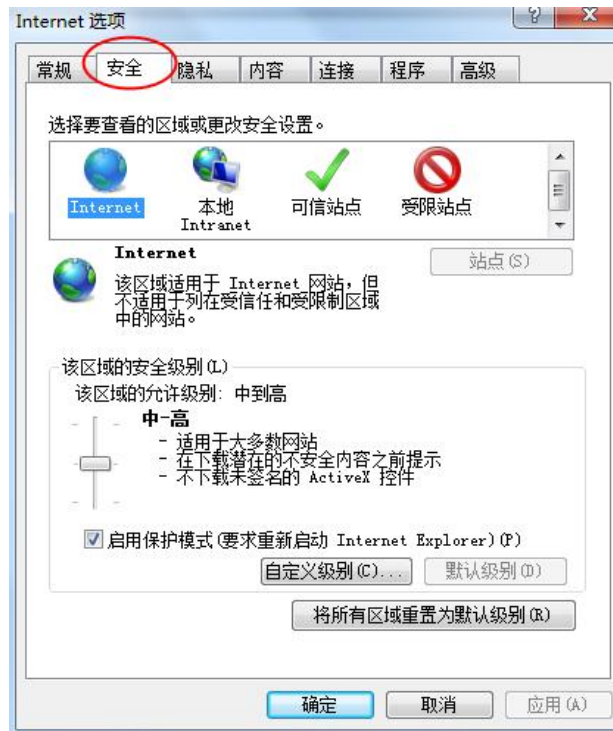 Internet 选项
常规 安全 隐私 内容 连接 程序 高级
选择要查看的区域或更改安全设置。
Internet 本地 Intranet 可信站点 受限站点
Internet
站点(S)
该区域适用于 Internet 网站，但
不适用于列在受信任和受限制区域
中的网站。
该区域的安全级别(L)
该区域的允许级别: 中到高
中-高
- 适用于大多数网站
- 在下载潜在的不安全内容之前提示
- 不下载未签名的 ActiveX 控件
启用保护模式(要求重新启动 Internet Explorer)(P)
自定义级别(C)... 默认级别(D)
将所有区域重置为默认级别(R)
确定 取消 应用(A)